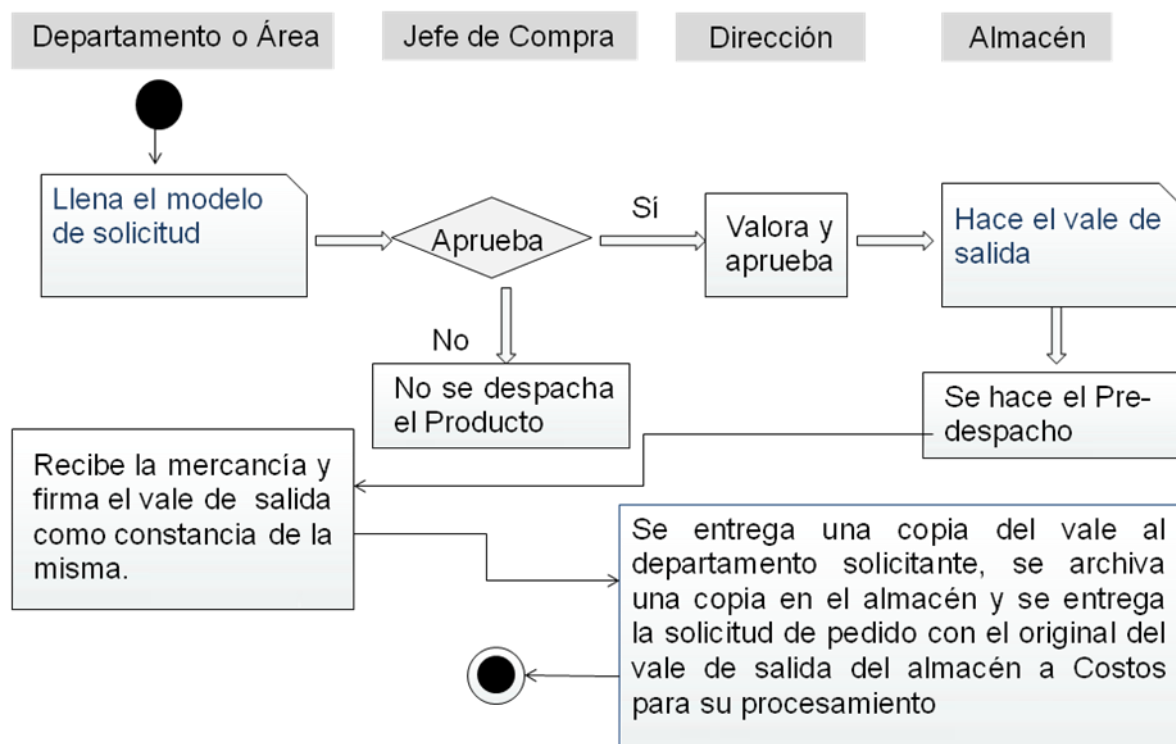 Departamento o Área
Jefe de Compra
Dirección
Almacén
Llena el modelo
de solicitud
Aprueba
Sí
Valora y
aprueba
Hace el vale de
salida
No
No se despacha
el Producto
Se hace el Pre-
despacho
Recibe la mercancía y
firma el vale de salida
como constancia de la
misma.
Se entrega una copia del vale al
departamento solicitante, se archiva
una copia en el almacén y se entrega
la solicitud de pedido con el original del
vale de salida del almacén a Costos
para su procesamiento